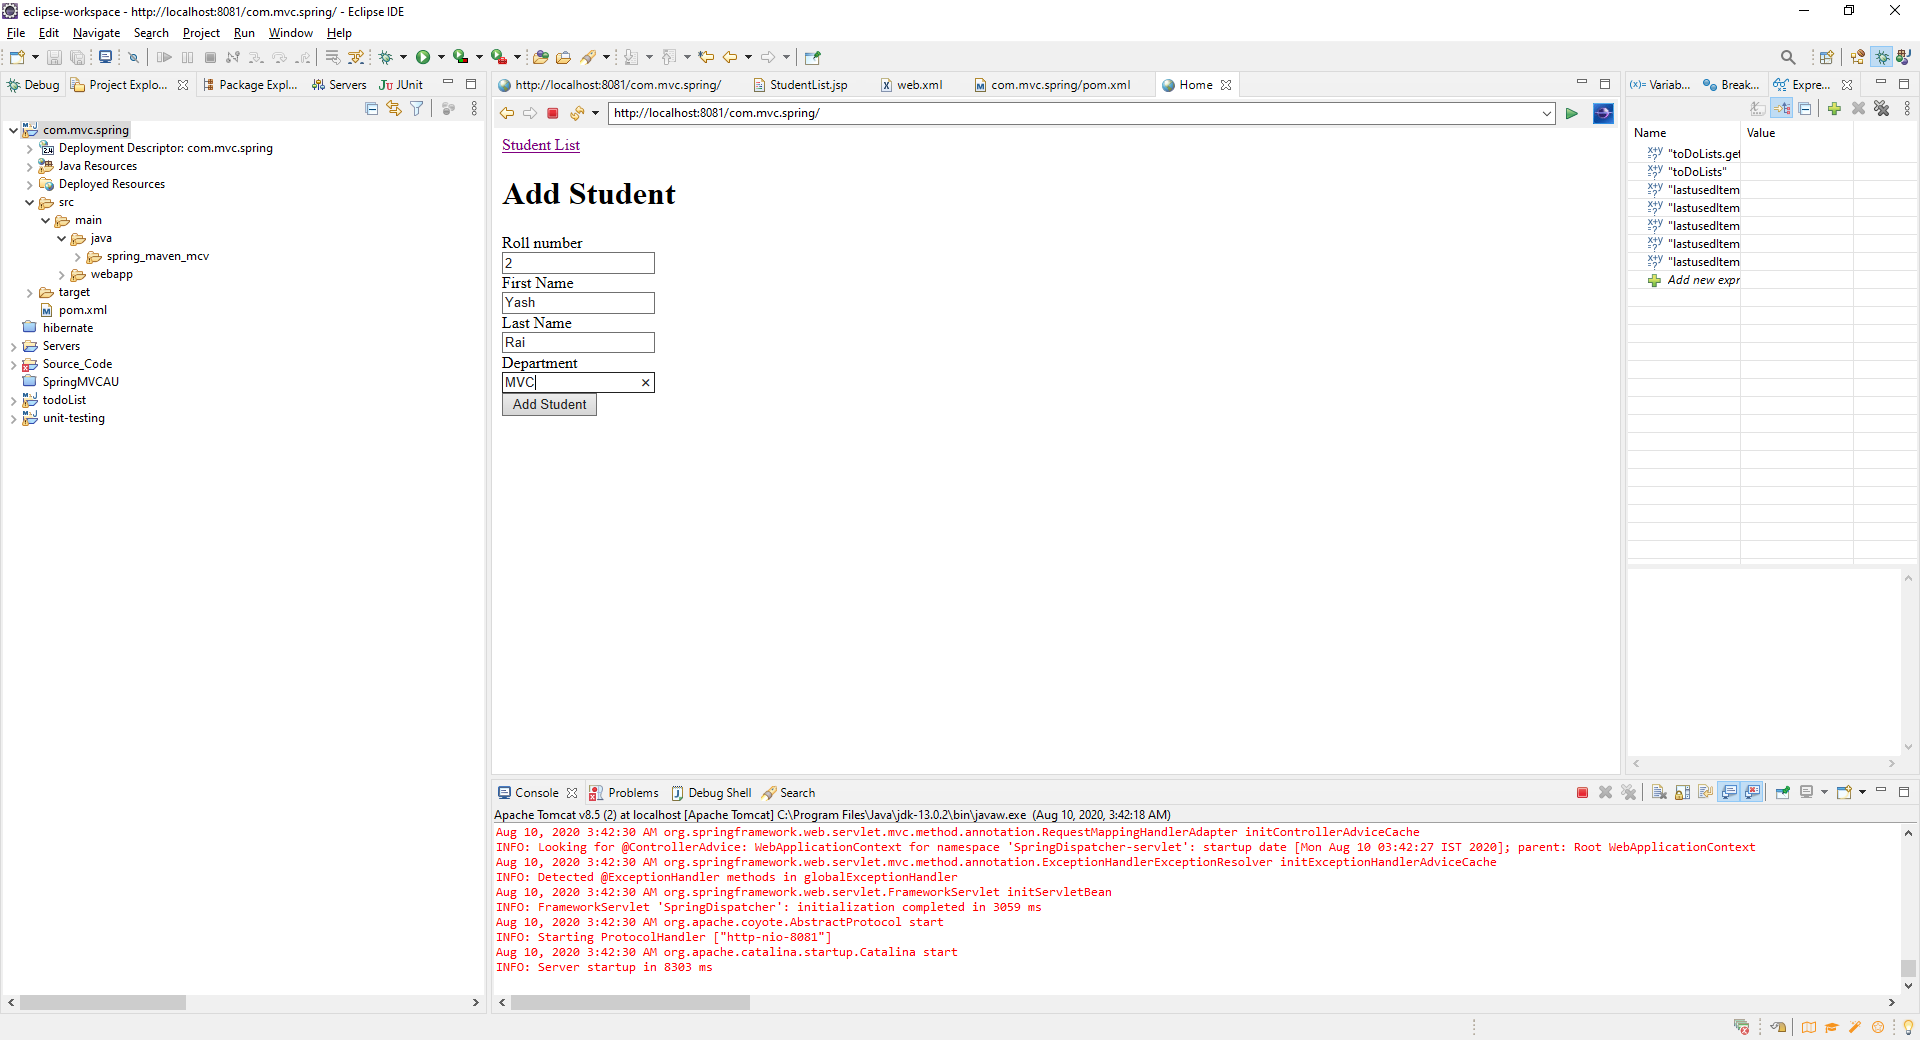 eclipse-workspace - http://localhost:8081/com.mvc.spring/ - Eclipse IDE
File Edit Navigate Search Project Run Window Help
Debug Project Explo... Package Expl... Servers JUnit
http://localhost:8081/com.mvc.spring/ StudentList.jsp web.xml com.mvc.spring/pom.xml Home
Variab... Break... Expre...
http://localhost:8081/com.mvc.spring/
com.mvc.spring
Deployment Descriptor: com.mvc.spring
Java Resources
Deployed Resources
src
main
java
spring_maven_mcv
webapp
target
pom.xml
hibernate
Servers
Source_Code
SpringMVCAU
todoList
unit-testing
Student List
Add Student
Roll number
2
First Name
Yash
Last Name
Rai
Department
MVC
Add Student
Name Value
"toDoLists.get
"toDoLists"
"lastusedItem
"lastusedItem
"lastusedItem
"lastusedItem
"lastusedItem
Add new expr
Console Problems Debug Shell Search
Apache Tomcat v8.5 (2) at localhost [Apache Tomcat] C:\Program Files\Java\jdk-13.0.2\bin\javaw.exe (Aug 10, 2020, 3:42:18 AM)
Aug 10, 2020 3:42:30 AM org.springframework.web.servlet.mvc.method.annotation.RequestMappingHandlerAdapter initControllerAdviceCache
INFO: Looking for @ControllerAdvice: WebApplicationContext for namespace 'SpringDispatcher-servlet': startup date [Mon Aug 10 03:42:27 IST 2020]; parent: Root WebApplicationContext
Aug 10, 2020 3:42:30 AM org.springframework.web.servlet.mvc.method.annotation.ExceptionHandlerExceptionResolver initExceptionHandlerAdviceCache
INFO: Detected @ExceptionHandler methods in globalExceptionHandler
Aug 10, 2020 3:42:30 AM org.springframework.web.servlet.FrameworkServlet initServletBean
INFO: FrameworkServlet 'SpringDispatcher': initialization completed in 3059 ms
Aug 10, 2020 3:42:30 AM org.apache.coyote.AbstractProtocol start
INFO: Starting ProtocolHandler ["http-nio-8081"]
Aug 10, 2020 3:42:30 AM org.apache.catalina.startup.Catalina start
INFO: Server startup in 8303 ms